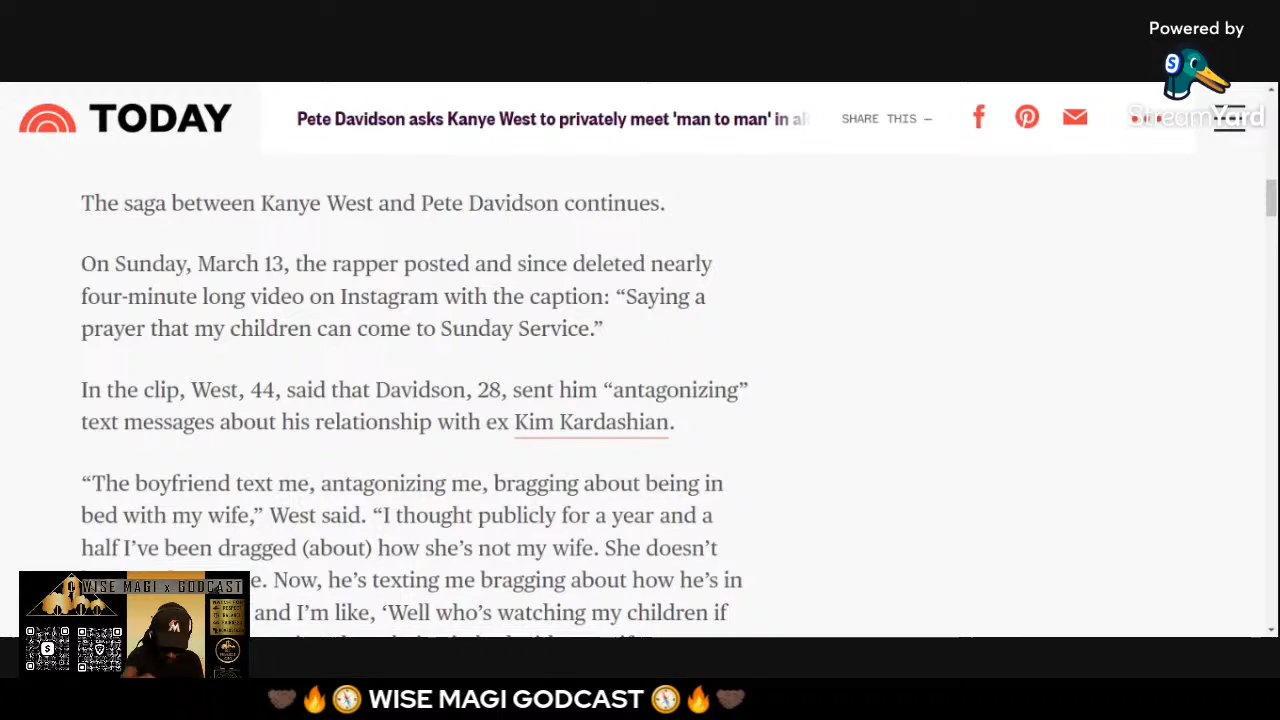 Powered by
StreamYard
TODAY
Pete Davidson asks Kanye West to privately meet 'man to man' in
SHARE THIS —
The saga between Kanye West and Pete Davidson continues.
On Sunday, March 13, the rapper posted and since deleted nearly
four-minute long video on Instagram with the caption: “Saying a
prayer that my children can come to Sunday Service.”
In the clip, West, 44, said that Davidson, 28, sent him “antagonizing”
text messages about his relationship with ex Kim Kardashian.
“The boyfriend text me, antagonizing me, bragging about being in
bed with my wife,” West said. “I thought publicly for a year and a
half I’ve been dragged (about) how she’s not my wife. She doesn’t
Now, he’s texting me bragging about how he’s in
and I’m like, ‘Well who’s watching my children if
WISE MAGI x GODCAST
RESPECT
BALANCE
WISE MAGI GODCAST